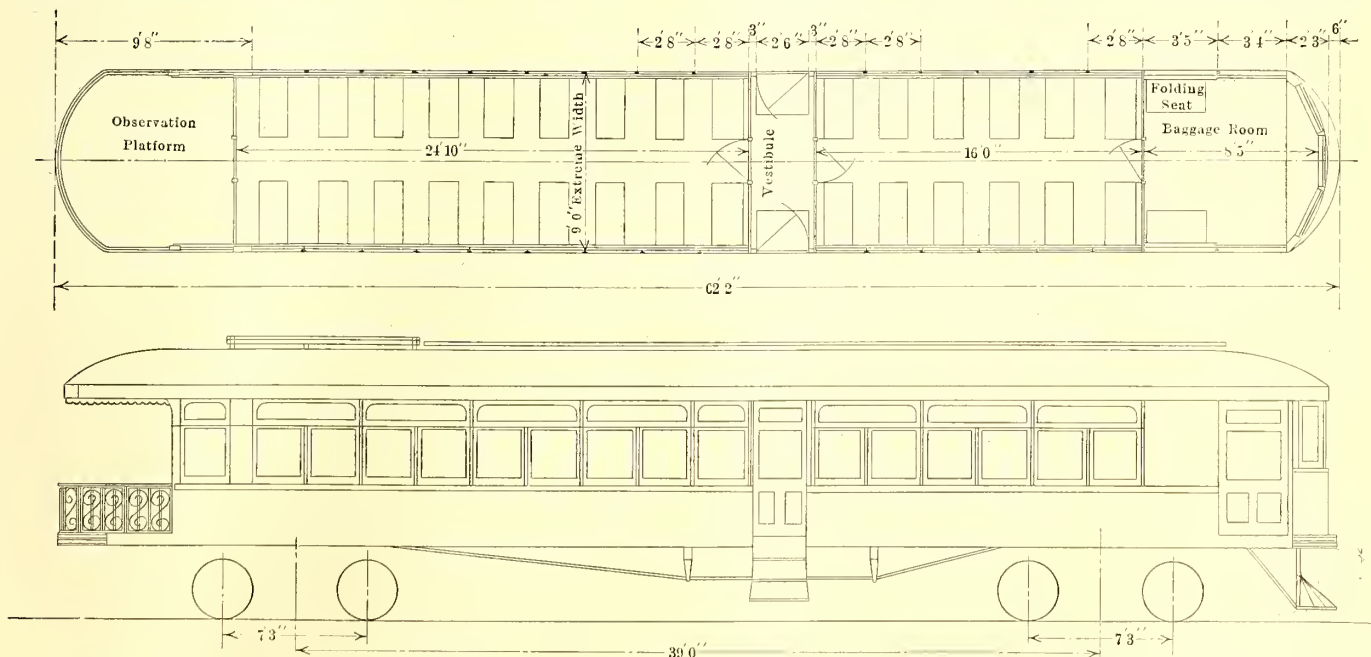 9'8" 2'8" 2'8" 3" 2'6" 3" 2'8" 2'8" 2'8" 3'5" 3'4" 2'3" 6"
Observation
Platform
24'10"
9'0" Extreme Width
Vestibule
16'0"
Folding
Seat
Baggage Room
8'5"
62'2"
7'3" 7'3"
39'0"